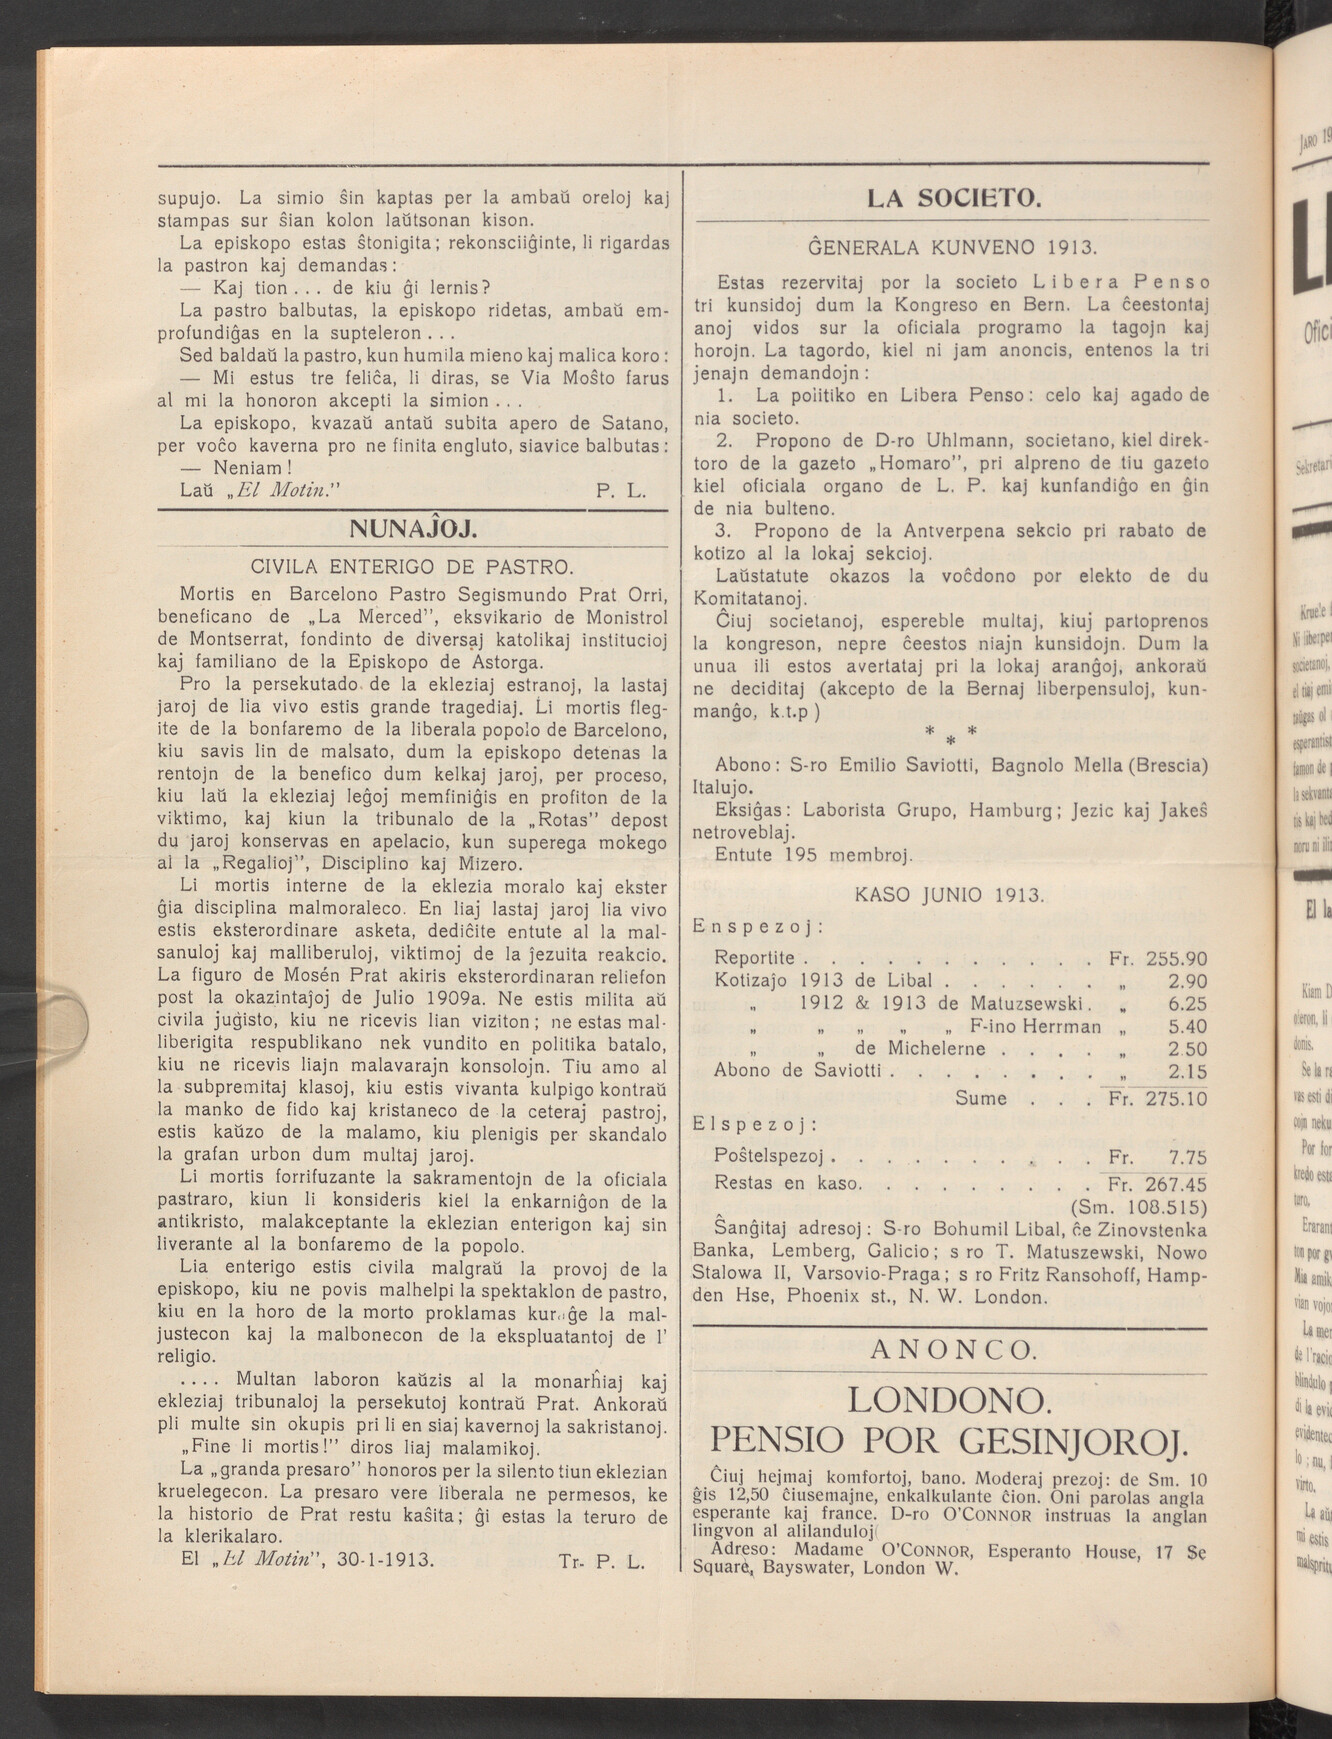 supujo. La simio ŝin kaptas per la ambaŭ oreloj kaj
stampas sur ŝian kolon laŭtsonan kison.
La episkopo estas ŝtonigita; rekonsciiĝinte, li rigardas
la pastron kaj demandas:
— Kaj tion... de kiu ĝi lernis?
La pastro balbutas, la episkopo ridetas, ambaŭ em-
profundiĝas en la supteleron...
Sed baldaŭ la pastro, kun humila mieno kaj malica koro:
— Mi estus tre feliĉa, li diras, se Via Moŝto farus
al mi la honoron akcepti la simion...
La episkopo, kvazaŭ antaŭ subita apero de Satano,
per voĉo kaverna pro ne finita engluto, siavice balbutas:
— Neniam!
Laŭ „El Motin." P. L.
NUNAĴOJ.
CIVILA ENTERIGO DE PASTRO.
Mortis en Barcelono Pastro Segismundo Prat Orri,
beneficano de „La Merced", eksvikario de Monistrol
de Montserrat, fondinto de diversaj katolikaj institucioj
kaj familiano de la Episkopo de Astorga.
Pro la persekutado de la ekleziaj estranoj, la lastaj
jaroj de lia vivo estis grande tragediaj. Li mortis fleg-
ite de la bonfaremo de la liberala popolo de Barcelono,
kiu savis lin de malsato, dum la episkopo detenas la
rentojn de la benefico dum kelkaj jaroj, per proceso,
kiu laŭ la ekleziaj leĝoj memfiniĝis en profiton de la
viktimo, kaj kiun la tribunalo de la „Rotas" depost
du jaroj konservas en apelacio, kun superega mokego
al la „Regalioj", Disciplino kaj Mizero.
Li mortis interne de la eklezia moralo kaj ekster
ĝia disciplina malmoraleco. En liaj lastaj jaroj lia vivo
estis eksterordinare asketa, dediĉite entute al la mal-
sanuloj kaj malliberuloj, viktimoj de la ĵezuita reakcio.
La figuro de Mosén Prat akiris eksterordinaran reliefon
post la okazintaĵoj de Julio 1909a. Ne estis milita aŭ
civila juĝisto, kiu ne ricevis lian viziton; ne estas mal-
liberigita respublikano nek vundito en politika batalo,
kiu ne ricevis liajn malavarajn konsolojn. Tiu amo al
la subpremitaj klasoj, kiu estis vivanta kulpigo kontraŭ
la manko de fido kaj kristaneco de la ceteraj pastroj,
estis kaŭzo de la malamo, kiu plenigis per skandalo
la grafan urbon dum multaj jaroj.
Li mortis forrifuzante la sakramentojn de la oficiala
pastraro, kiun li konsideris kiel la enkarniĝon de la
antikristo, malakceptante la eklezian enterigon kaj sin
liverante al la bonfaremo de la popolo.
Lia enterigo estis civila malgraŭ la provoj de la
episkopo, kiu ne povis malhelpi la spektaklon de pastro,
kiu en la horo de la morto proklamas kuraĝe la mal-
justecon kaj la malbonecon de la ekspluatantoj de l'
religio.
.... Multan laboron kaŭzis al la monarĥiaj kaj
ekleziaj tribunaloj la persekutoj kontraŭ Prat. Ankoraŭ
pli multe sin okupis pri li en siaj kavernoj la sakristanoj.
„Fine li mortis!" diros liaj malamikoj.
La „granda presaro" honoros per la silento tiun eklezian
kruelegecon. La presaro vere liberala ne permesos, ke
la historio de Prat restu kaŝita; ĝi estas la teruro de
la klerikalaro.
El „El Motin", 30-1-1913. Tr- P. L.
LA SOCIETO.
ĜENERALA KUNVENO 1913.
Estas rezervitaj por la societo Libera Penso
tri kunsidoj dum la Kongreso en Bern. La ĉeestontaj
anoj vidos sur la oficiala programo la tagojn kaj
horojn. La tagordo, kiel ni jam anoncis, entenos la tri
jenajn demandojn:
1. La politiko en Libera Penso: celo kaj agado de
nia societo.
2. Propono de D-ro Uhlmann, societano, kiel direk-
toro de la gazeto „Homaro", pri alpreno de tiu gazeto
kiel oficiala organo de L. P. kaj kunfandiĝo en ĝin
de nia bulteno.
3. Propono de la Antverpena sekcio pri rabato de
kotizo al la lokaj sekcioj.
Laŭstatute okazos la voĉdono por elekto de du
Komitatanoj.
Ĉiuj societanoj, espereble multaj, kiuj partoprenos
la kongreson, nepre ĉeestos niajn kunsidojn. Dum la
unua ili estos avertataj pri la lokaj aranĝoj, ankoraŭ
ne deciditaj (akcepto de la Bernaj liberpensuloj, kun-
manĝo, k.t.p )
* * *
Abono: S-ro Emilio Saviotti, Bagnolo Mella (Brescia)
Italujo.
Eksiĝas: Laborista Grupo, Hamburg; Jezic kaj Jakeŝ
netroveblaj.
Entute 195 membroj.
KASO JUNIO 1913.
Enspezoj:
Reportite . . . . . . . . . . . Fr. 255.90
Kotizaĵo 1913 de Libal . . . . . . „ 2.90
„ 1912 & 1913 de Matuzsewski . „ 6.25
„ „ „ „ „ F-ino Herrman „ 5.40
„ „ de Michelerne . . . . „ 2.50
Abono de Saviotti . . . . . . . . „ 2.15
Sume . . . Fr. 275.10
Elspezoj:
Poŝtelspezoj . . . . . . . . . . Fr. 7.75
Restas en kaso. . . . . . . . . Fr. 267.45
(Sm. 108.515)
Ŝanĝitaj adresoj: S-ro Bohumil Libal, ĉe Zinovstenka
Banka, Lemberg, Galicio; s ro T. Matuszewski, Nowo
Stalowa II, Varsovio-Praga; s ro Fritz Ransohoff, Hamp-
den Hse, Phoenix st., N. W. London.
ANONCO.
LONDONO.
PENSIO POR GESINJOROJ.
Ĉiuj hejmaj komfortoj, bano. Moderaj prezoj: de Sm. 10
ĝis 12,50 ĉiusemajne, enkalkulante ĉion. Oni parolas angla
esperante kaj france. D-ro O'CONNOR instruas la anglan
lingvon al alilanduloj
Adreso: Madame O'CONNOR, Esperanto House, 17 Se
Square, Bayswater, London W.
JARO 19
Ofici
El la